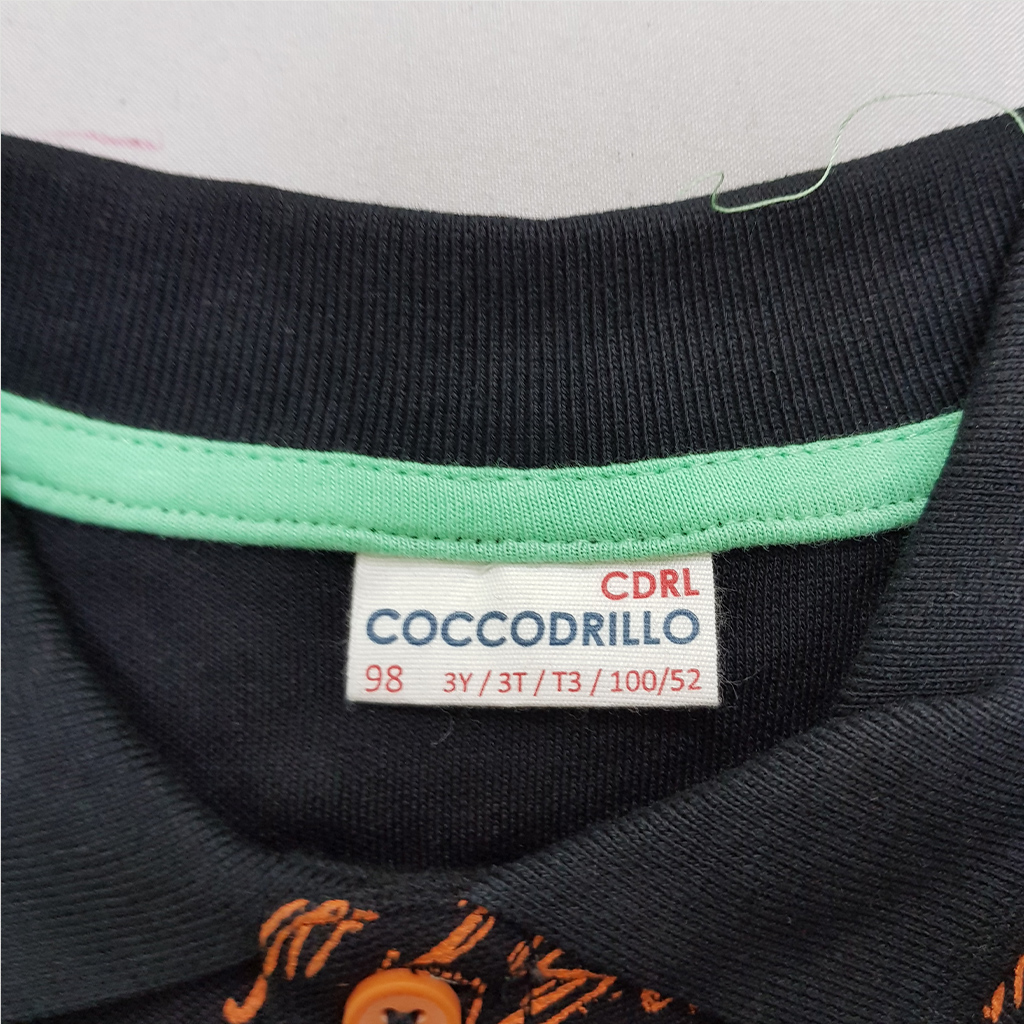 CDRL
COCCODRILLO
98 3Y / 3T / T3 / 100/52